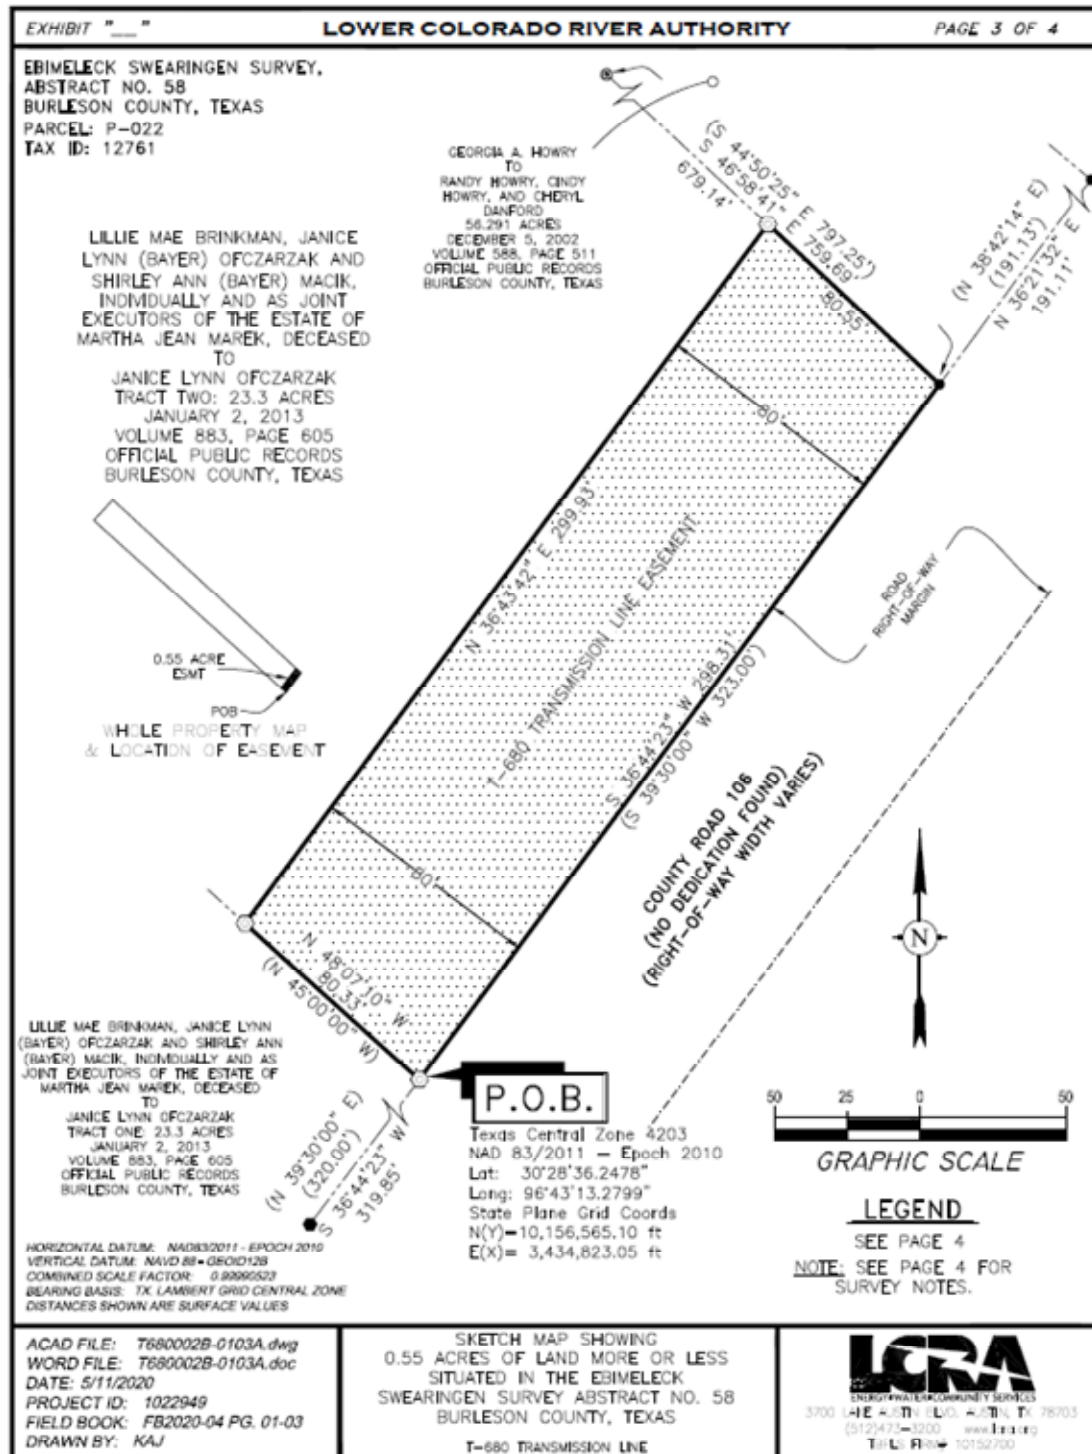 EXHIBIT "__"
LOWER COLORADO RIVER AUTHORITY
PAGE 3 OF 4
EBIMELECK SWEARINGEN SURVEY,
ABSTRACT NO. 58
BURLESON COUNTY, TEXAS
PARCEL: P-022
TAX ID: 12761
GEORGIA A. HOWRY
TO
RANDY HOWRY, CINDY
HOWRY, AND CHERYL
DANFORD
56.291 ACRES
DECEMBER 5, 2002
VOLUME 588, PAGE 511
OFFICIAL PUBLIC RECORDS
BURLESON COUNTY, TEXAS
(S 44°50'25" E 797.25')
S 46°58'41" E 759.69'
679.14'
80.55'
(N 38°42'14" E)
(191.13')
N 36°21'32" E
191.11'
LILLIE MAE BRINKMAN, JANICE
LYNN (BAYER) OFCZARZAK AND
SHIRLEY ANN (BAYER) MACIK,
INDIVIDUALLY AND AS JOINT
EXECUTORS OF THE ESTATE OF
MARTHA JEAN MAREK, DECEASED
TO
JANICE LYNN OFCZARZAK
TRACT TWO: 23.3 ACRES
JANUARY 2, 2013
VOLUME 883, PAGE 605
OFFICIAL PUBLIC RECORDS
BURLESON COUNTY, TEXAS
80'
N 36°43'42" E 299.93'
T-680 TRANSMISSION LINE EASEMENT
ROAD
RIGHT-OF-WAY
MARGIN
0.55 ACRE
ESMT
POB
WHOLE PROPERTY MAP
& LOCATION OF EASEMENT
S 36°44'23" W 298.31'
(S 39°30'00" W 323.00')
COUNTY ROAD 106
(NO DEDICATION FOUND)
(RIGHT-OF-WAY WIDTH VARIES)
80'
N 48°07'10" W
80.33'
(N 45°00'00" W)
N
LILLIE MAE BRINKMAN, JANICE LYNN
(BAYER) OFCZARZAK AND SHIRLEY ANN
(BAYER) MACIK, INDIVIDUALLY AND AS
JOINT EXECUTORS OF THE ESTATE OF
MARTHA JEAN MAREK, DECEASED
TO
JANICE LYNN OFCZARZAK
TRACT ONE: 23.3 ACRES
JANUARY 2, 2013
VOLUME 883, PAGE 605
OFFICIAL PUBLIC RECORDS
BURLESON COUNTY, TEXAS
(N 39°30'00" E)
(320.00')
S 36°44'23" W
319.85'
P.O.B.
Texas Central Zone 4203
NAD 83/2011 – Epoch 2010
Lat: 30°28'36.2478"
Long: 96°43'13.2799"
State Plane Grid Coords
N(Y)=10,156,565.10 ft
E(X)= 3,434,823.05 ft
50 25 0 50
GRAPHIC SCALE
LEGEND
SEE PAGE 4
NOTE: SEE PAGE 4 FOR
SURVEY NOTES.
HORIZONTAL DATUM: NAD83/2011 - EPOCH 2010
VERTICAL DATUM: NAVD 88 - GEOID12B
COMBINED SCALE FACTOR: 0.99990523
BEARING BASIS: TX. LAMBERT GRID CENTRAL ZONE
DISTANCES SHOWN ARE SURFACE VALUES
ACAD FILE: T680002B-0103A.dwg
WORD FILE: T680002B-0103A.doc
DATE: 5/11/2020
PROJECT ID: 1022949
FIELD BOOK: FB2020-04 PG. 01-03
DRAWN BY: KAJ
SKETCH MAP SHOWING
0.55 ACRES OF LAND MORE OR LESS
SITUATED IN THE EBIMELECK
SWEARINGEN SURVEY ABSTRACT NO. 58
BURLESON COUNTY, TEXAS
T-680 TRANSMISSION LINE
LCRA
ENERGY•WATER•COMMUNITY SERVICES
3700 LAKE AUSTIN BLVD. AUSTIN, TX 78703
(512)473-3200 www.lcra.org
TBPLS FIRM# 10152700